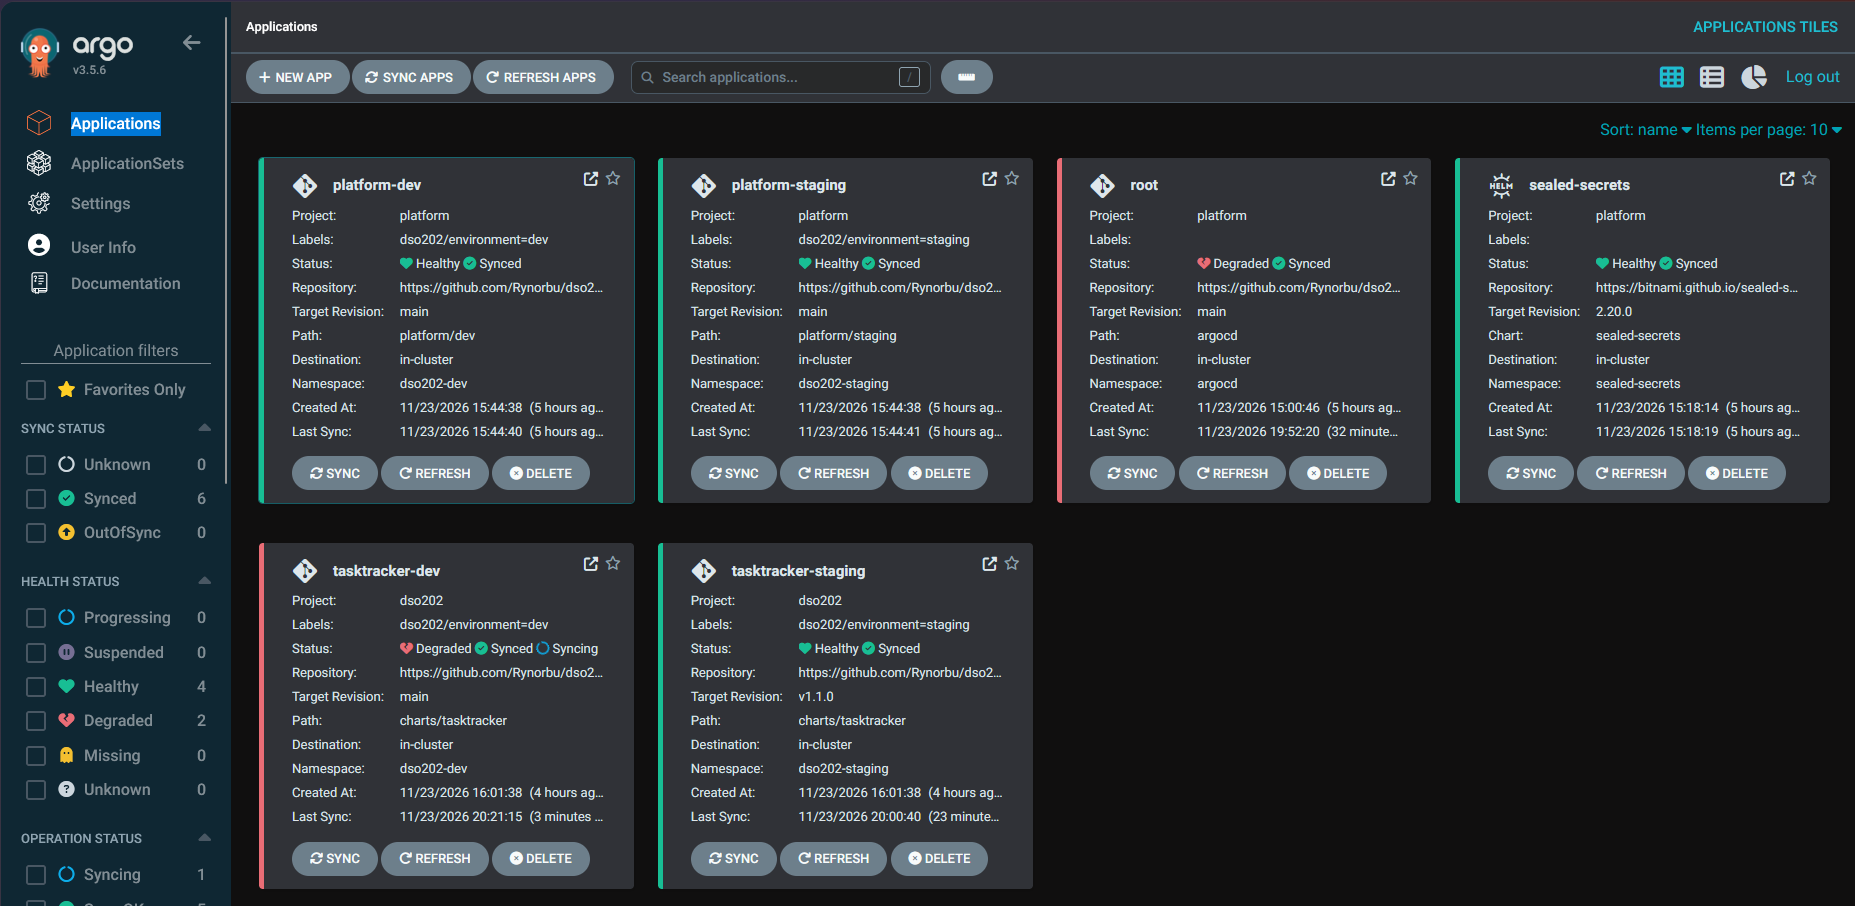 argo
v3.5.6
Applications
ApplicationSets
Settings
User Info
Documentation
Application filters
Favorites Only
SYNC STATUS
Unknown 0
Synced 6
OutOfSync 0
HEALTH STATUS
Progressing 0
Suspended 0
Healthy 4
Degraded 2
Missing 0
Unknown 0
OPERATION STATUS
Syncing 1
Applications
APPLICATIONS TILES
NEW APP SYNC APPS REFRESH APPS Search applications... / Log out
Sort: name Items per page: 10
platform-dev
Project: platform
Labels: dso202/environment=dev
Status: Healthy Synced
Repository: https://github.com/Rynorbu/dso2...
Target Revision: main
Path: platform/dev
Destination: in-cluster
Namespace: dso202-dev
Created At: 11/23/2026 15:44:38 (5 hours ag...
Last Sync: 11/23/2026 15:44:40 (5 hours ag...
SYNC REFRESH DELETE
platform-staging
Project: platform
Labels: dso202/environment=staging
Status: Healthy Synced
Repository: https://github.com/Rynorbu/dso2...
Target Revision: main
Path: platform/staging
Destination: in-cluster
Namespace: dso202-staging
Created At: 11/23/2026 15:44:38 (5 hours ag...
Last Sync: 11/23/2026 15:44:41 (5 hours ag...
SYNC REFRESH DELETE
root
Project: platform
Labels:
Status: Degraded Synced
Repository: https://github.com/Rynorbu/dso2...
Target Revision: main
Path: argocd
Destination: in-cluster
Namespace: argocd
Created At: 11/23/2026 15:00:46 (5 hours ag...
Last Sync: 11/23/2026 19:52:20 (32 minute...
SYNC REFRESH DELETE
HELM sealed-secrets
Project: platform
Labels:
Status: Healthy Synced
Repository: https://bitnami.github.io/sealed-s...
Target Revision: 2.20.0
Chart: sealed-secrets
Destination: in-cluster
Namespace: sealed-secrets
Created At: 11/23/2026 15:18:14 (5 hours ag...
Last Sync: 11/23/2026 15:18:19 (5 hours ag...
SYNC REFRESH DELETE
tasktracker-dev
Project: dso202
Labels: dso202/environment=dev
Status: Degraded Synced Syncing
Repository: https://github.com/Rynorbu/dso2...
Target Revision: main
Path: charts/tasktracker
Destination: in-cluster
Namespace: dso202-dev
Created At: 11/23/2026 16:01:38 (4 hours ag...
Last Sync: 11/23/2026 20:21:15 (3 minutes ...
SYNC REFRESH DELETE
tasktracker-staging
Project: dso202
Labels: dso202/environment=staging
Status: Healthy Synced
Repository: https://github.com/Rynorbu/dso2...
Target Revision: v1.1.0
Path: charts/tasktracker
Destination: in-cluster
Namespace: dso202-staging
Created At: 11/23/2026 16:01:38 (4 hours ag...
Last Sync: 11/23/2026 20:00:40 (23 minute...
SYNC REFRESH DELETE